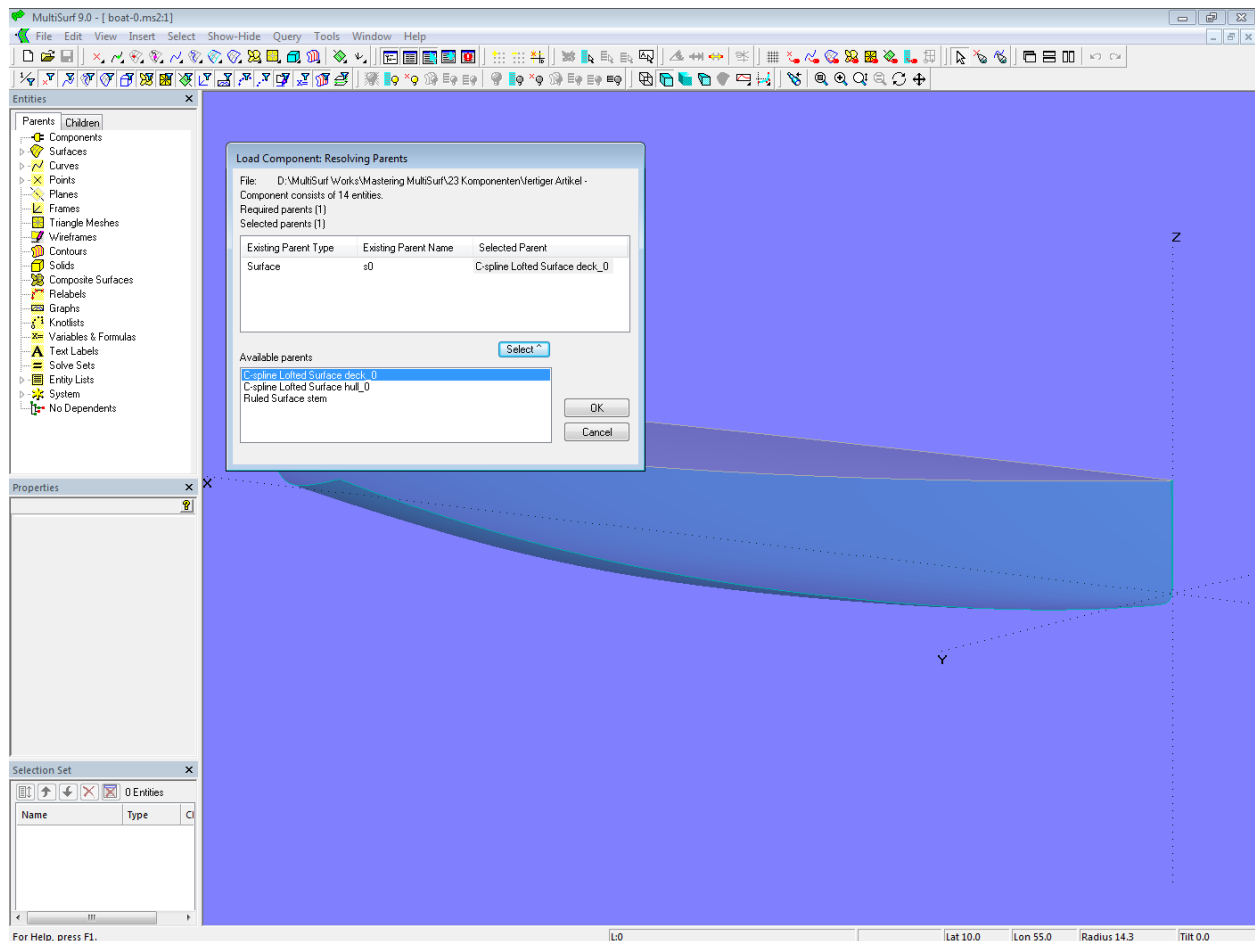 MultiSurf 9.0 - [ boat-0.ms2:1]
File Edit View Insert Select Show-Hide Query Tools Window Help
Entities
Parents Children
Components
Surfaces
Curves
Points
Planes
Frames
Triangle Meshes
Wireframes
Contours
Solids
Composite Surfaces
Relabels
Graphs
Knotlists
Variables & Formulas
Text Labels
Solve Sets
Entity Lists
System
No Dependents
Load Component: Resolving Parents
File: D:\MultiSurf Works\Mastering MultiSurf\23 Komponenten\fertiger Artikel -
Component consists of 14 entities.
Required parents (1)
Selected parents (1)
Existing Parent Type Existing Parent Name Selected Parent
Surface s0 C-spline Lofted Surface deck_0
Select ^
Available parents
C-spline Lofted Surface deck_0
C-spline Lofted Surface hull_0
Ruled Surface stem
OK
Cancel
Z
X
Y
Properties
Selection Set
0 Entities
Name Type Cl
For Help, press F1. L:0 Lat 10.0 Lon 55.0 Radius 14.3 Tilt 0.0